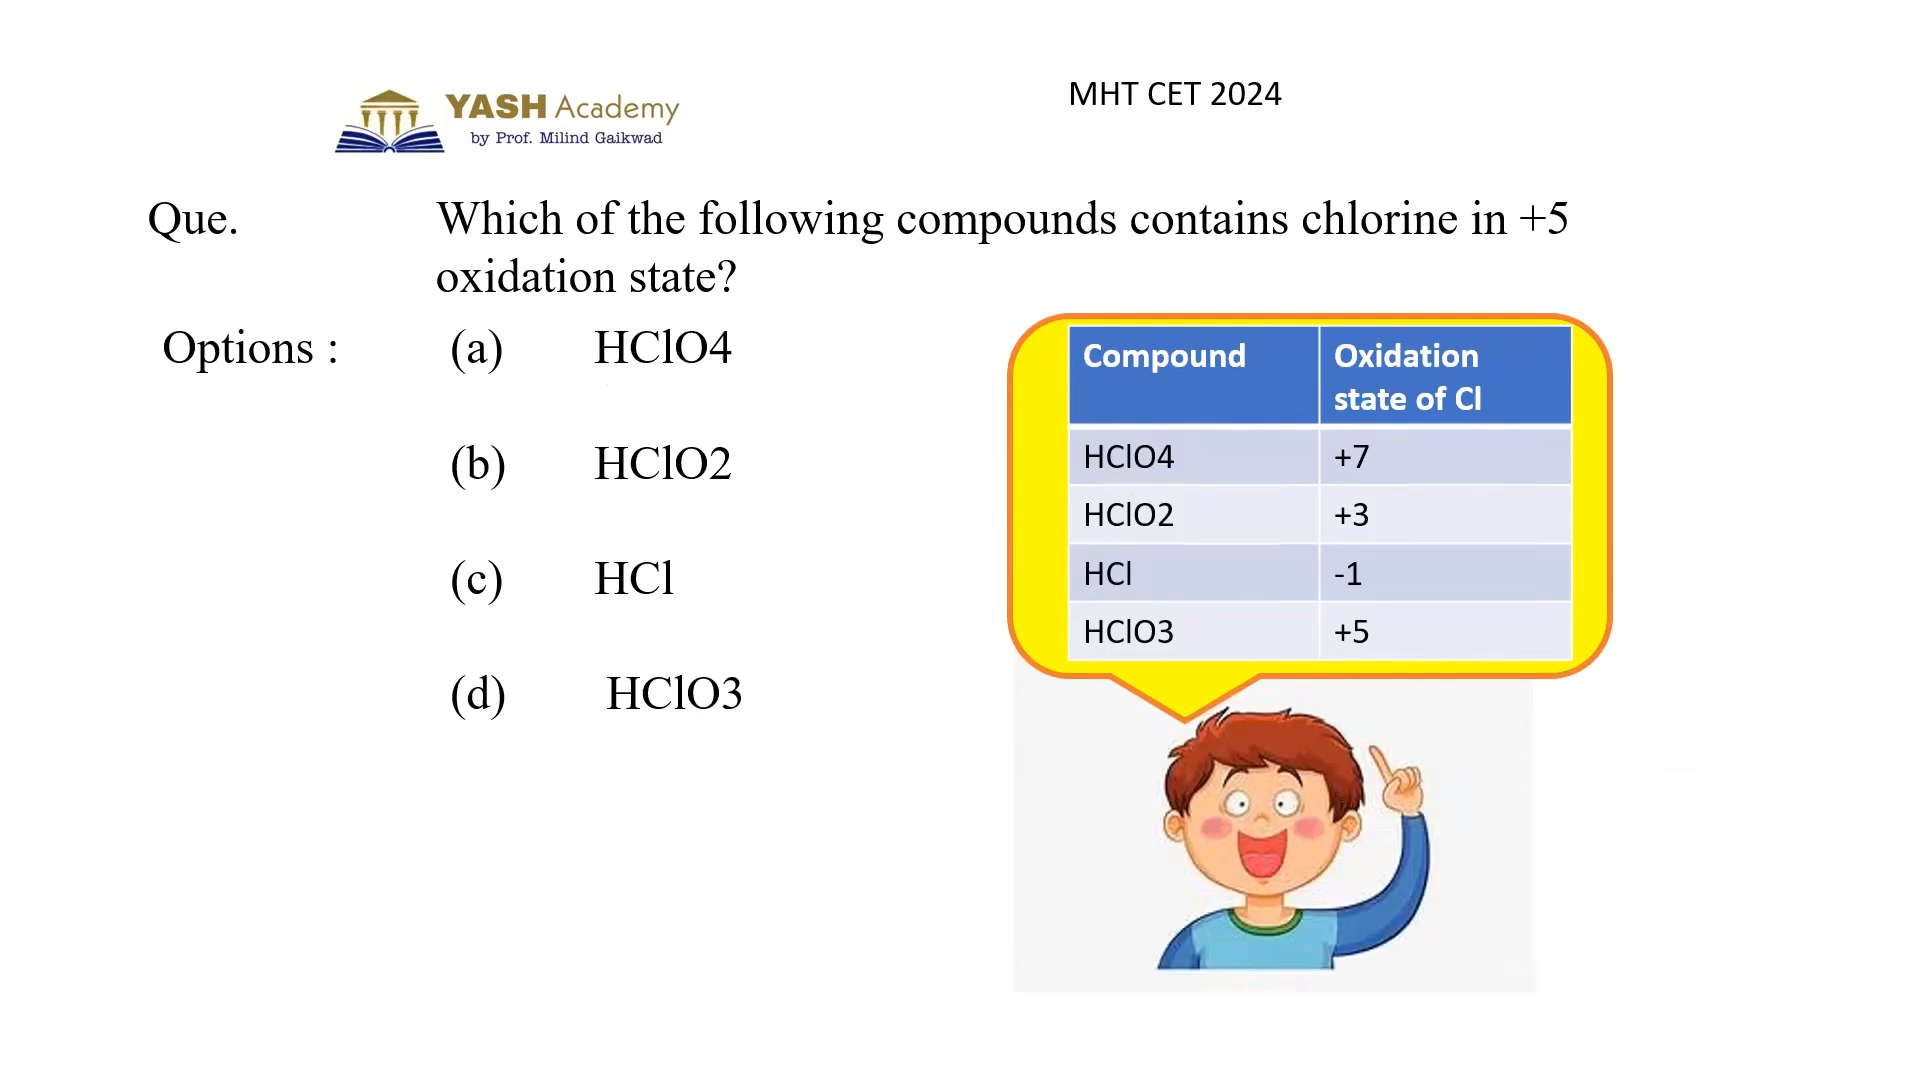 YASH Academy
by Prof. Milind Gaikwad
MHT CET 2024
Que. Which of the following compounds contains chlorine in +5
oxidation state?
Options : (a) HClO4
(b) HClO2
(c) HCl
(d) HClO3
Compound Oxidation
state of Cl
HClO4 +7
HClO2 +3
HCl -1
HClO3 +5